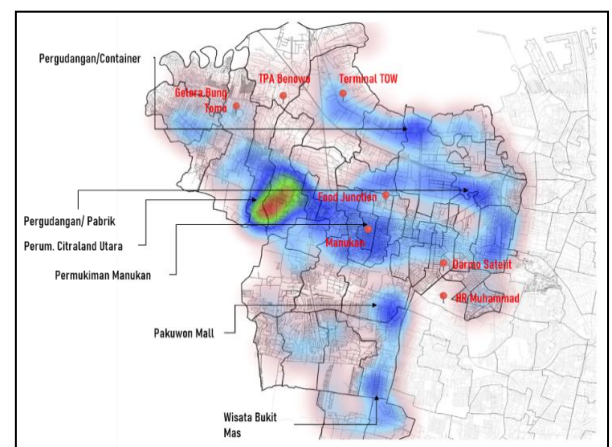 Pergudangan/Container
TPA Benowo
Terminal TOW
Gelora Bung
Tomo
Pergudangan/ Pabrik
Food Junction
Perum. Citraland Utara
Manukan
Permukiman Manukan
Darmo Satelit
HR Muhammad
Pakuwon Mall
Wisata Bukit
Mas